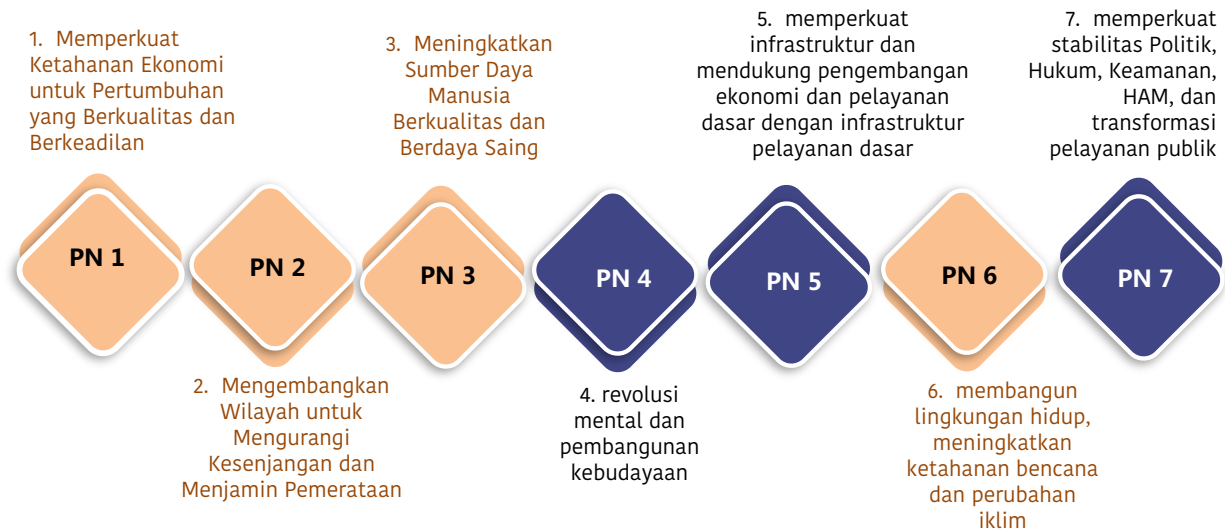 1. Memperkuat
Ketahanan Ekonomi
untuk Pertumbuhan
yang Berkualitas dan
Berkeadilan
3. Meningkatkan
Sumber Daya
Manusia
Berkualitas dan
Berdaya Saing
5. memperkuat
infrastruktur dan
mendukung pengembangan
ekonomi dan pelayanan
dasar dengan infrastruktur
pelayanan dasar
7. memperkuat
stabilitas Politik,
Hukum, Keamanan,
HAM, dan
transformasi
pelayanan publik
PN 1
PN 2
PN 3
PN 4
PN 5
PN 6
PN 7
2. Mengembangkan
Wilayah untuk
Mengurangi
Kesenjangan dan
Menjamin Pemerataan
4. revolusi
mental dan
pembangunan
kebudayaan
6. membangun
lingkungan hidup,
meningkatkan
ketahanan bencana
dan perubahan
iklim